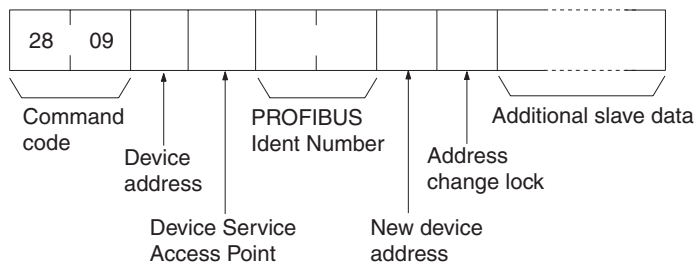 28 09
Command
code
PROFIBUS
Ident Number
Additional slave data
Device
address
Address
change lock
Device Service
Access Point
New device
address